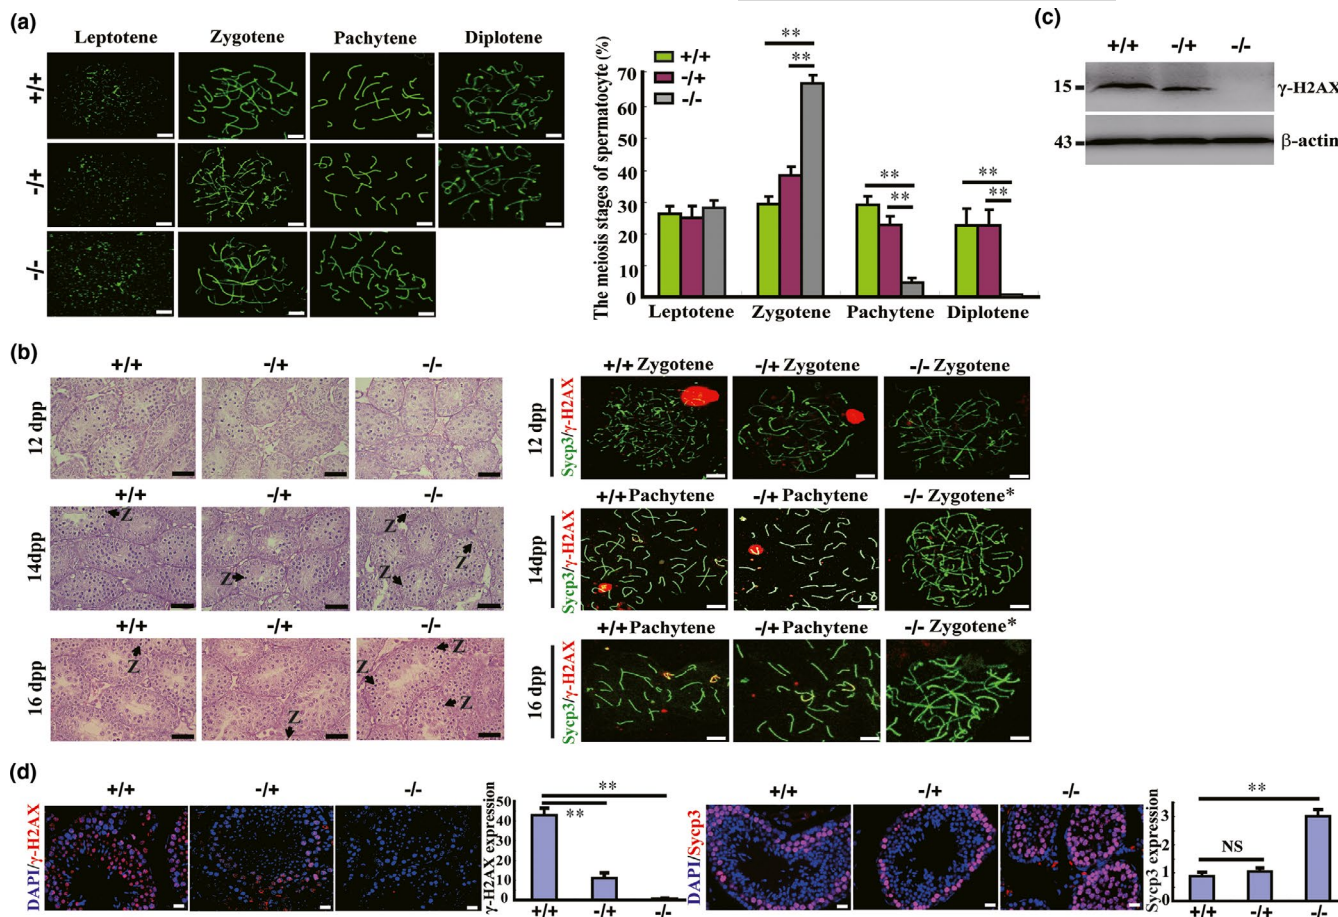 (a)
Leptotene Zygotene Pachytene Diplotene
+/+
-/+
-/-
The meiosis stages of spermatocyte (%)
70
60
50
40
30
20
10
0
+/+
-/+
-/-
** ** ** ** ** **
Leptotene Zygotene Pachytene Diplotene
(c)
+/+ -/+ -/-
15 γ-H2AX
43 β-actin
(b)
+/+ -/+ -/-
12 dpp
+/+ -/+ -/-
14dpp
Z Z Z Z Z
+/+ -/+ -/-
16 dpp
Z Z Z Z Z
+/+ Zygotene -/+ Zygotene -/- Zygotene
12 dpp
Sycp3/γ-H2AX
+/+ Pachytene -/+ Pachytene -/- Zygotene*
14dpp
Sycp3/γ-H2AX
+/+ Pachytene -/+ Pachytene -/- Zygotene*
16 dpp
Sycp3/γ-H2AX
(d)
+/+ -/+ -/-
DAPI/γ-H2AX
γ-H2AX expression
50
40
30
20
10
0
**
**
+/+ -/+ -/-
+/+ -/+ -/-
DAPI/Sycp3
Sycp3 expression
3
2
1
**
NS
+/+ -/+ -/-